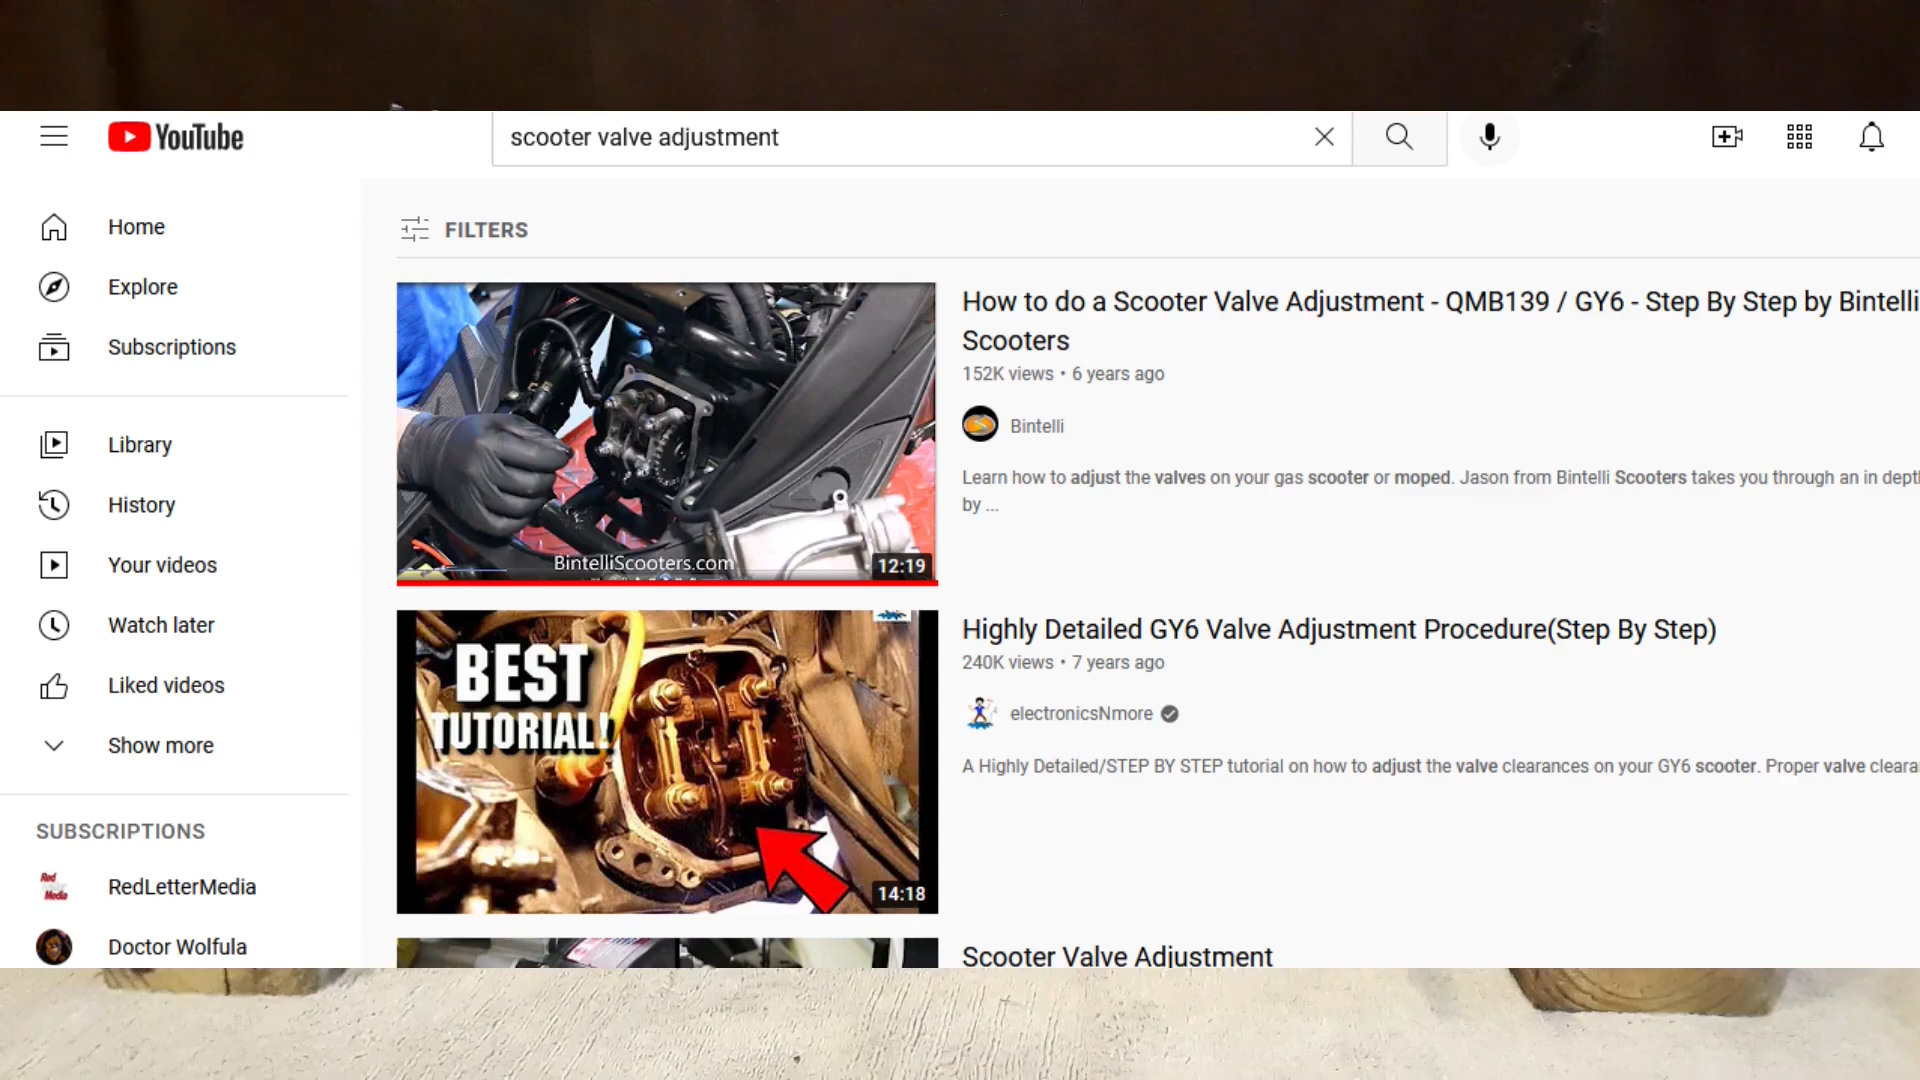 YouTube
scooter valve adjustment
Home
Explore
Subscriptions
Library
History
Your videos
Watch later
Liked videos
Show more
SUBSCRIPTIONS
RedLetterMedia
Doctor Wolfula
FILTERS
BintelliScooters.com
12:19
How to do a Scooter Valve Adjustment - QMB139 / GY6 - Step By Step by Bintelli
Scooters
152K views • 6 years ago
Bintelli
Learn how to adjust the valves on your gas scooter or moped. Jason from Bintelli Scooters takes you through an in dept
by ...
BEST
TUTORIAL!
14:18
Highly Detailed GY6 Valve Adjustment Procedure(Step By Step)
240K views • 7 years ago
electronicsNmore
A Highly Detailed/STEP BY STEP tutorial on how to adjust the valve clearances on your GY6 scooter. Proper valve cleara
Scooter Valve Adjustment